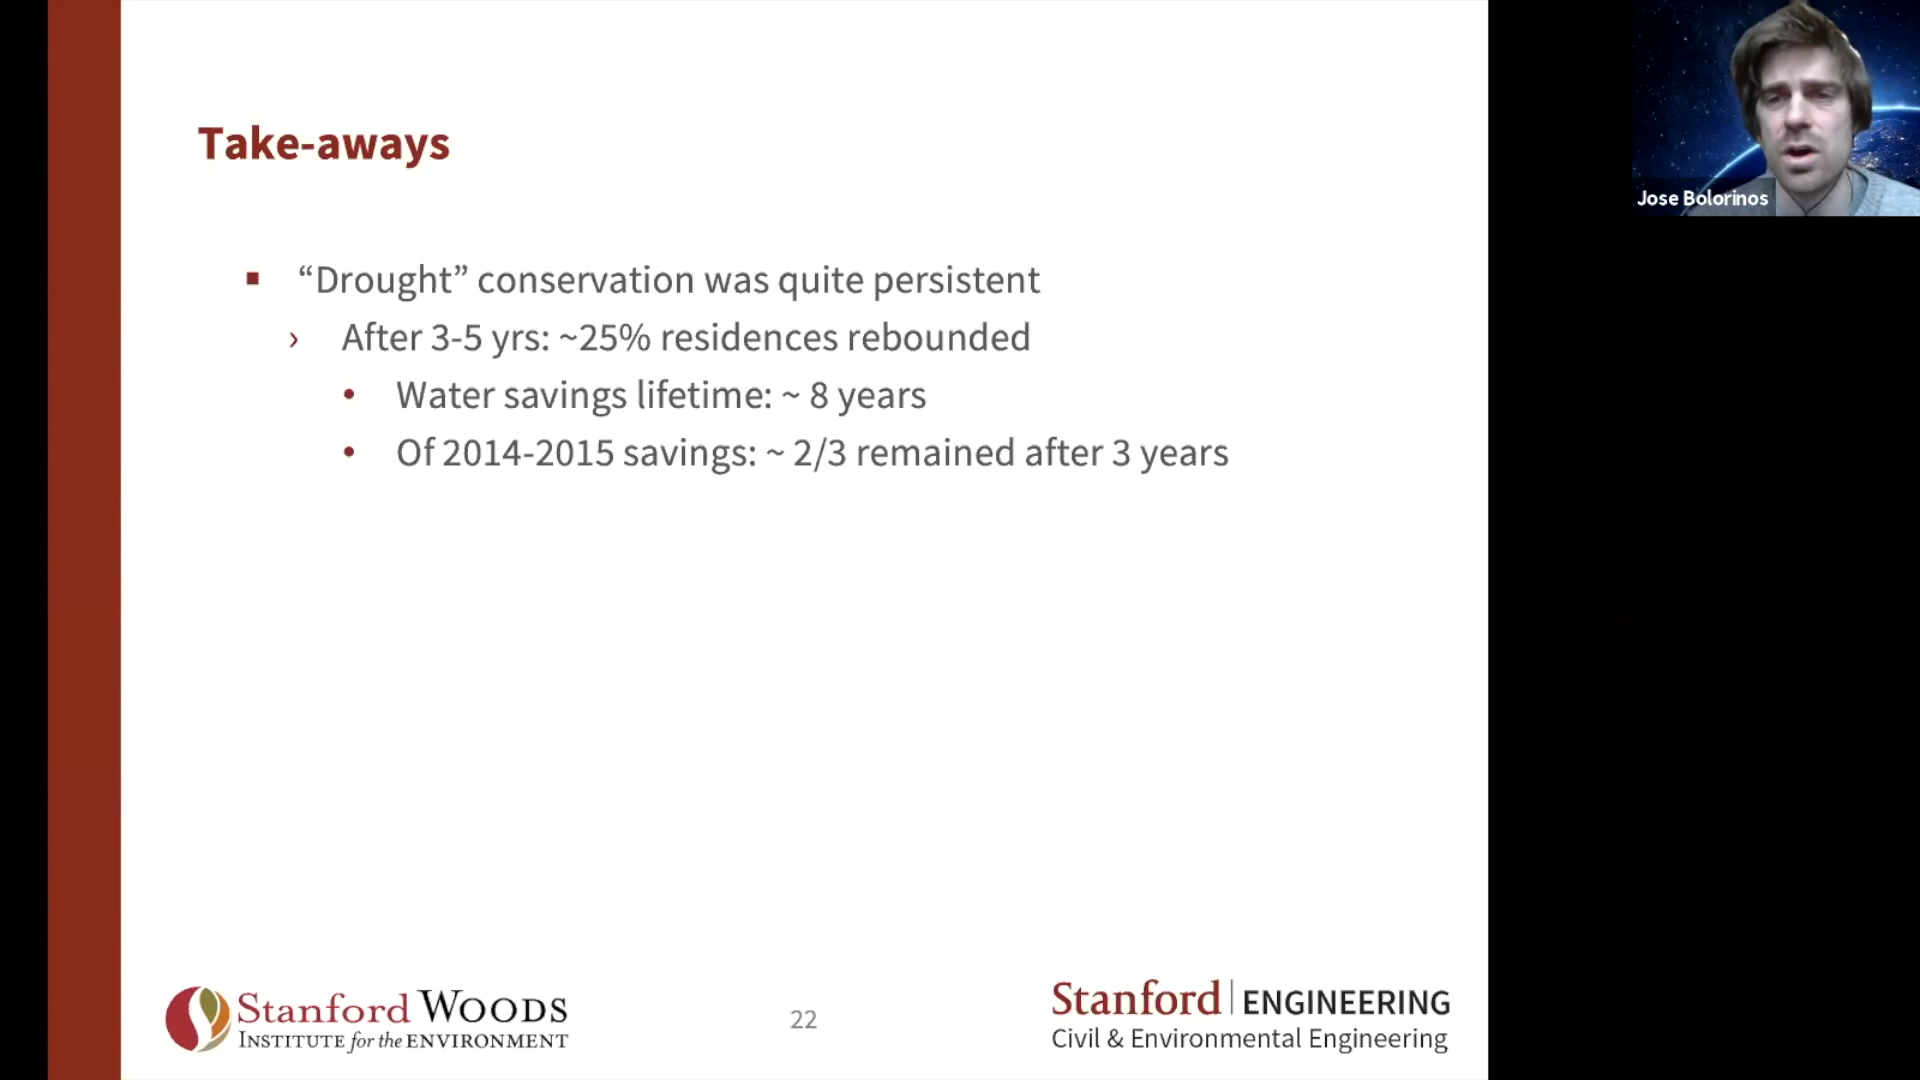 Take-aways
“Drought” conservation was quite persistent
After 3-5 yrs: ~25% residences rebounded
Water savings lifetime: ~ 8 years
Of 2014-2015 savings: ~ 2/3 remained after 3 years
Jose Bolorinos
Stanford WOODS
INSTITUTE for the ENVIRONMENT
22
Stanford | ENGINEERING
Civil & Environmental Engineering